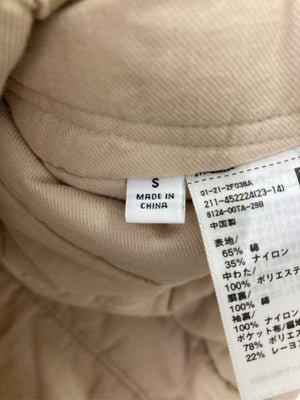 S
MADE IN
CHINA
01-21-2F038A
211-452224(23-14)
8124-00TA-28B
中国製
表地/
65% 綿
35% ナイロン
中わた/
100% ポリエステ
胴裏/
100% 綿
袖裏/
100% ナイロン
ポケット布/
78% ポリエス
22% レーヨ